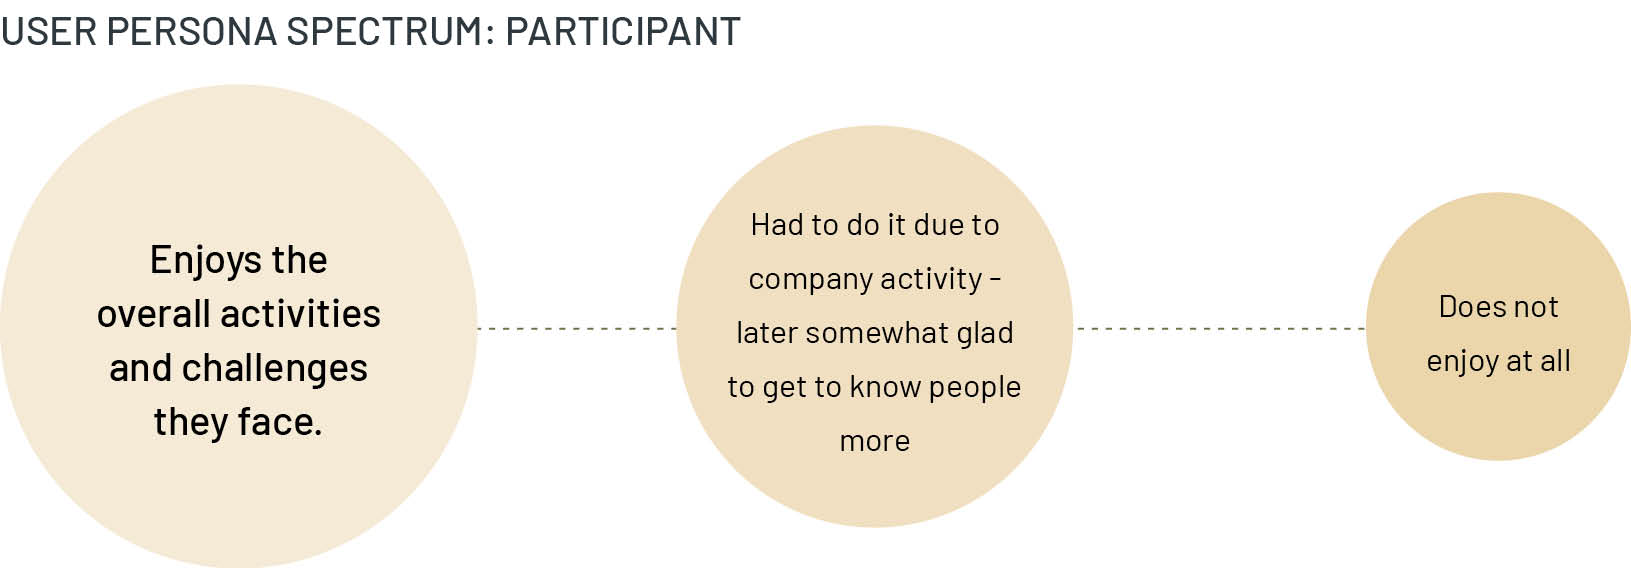 USER PERSONA SPECTRUM: PARTICIPANT
Enjoys the
overall activities
and challenges
they face.
Had to do it due to
company activity -
later somewhat glad
to get to know people
more
Does not
enjoy at all